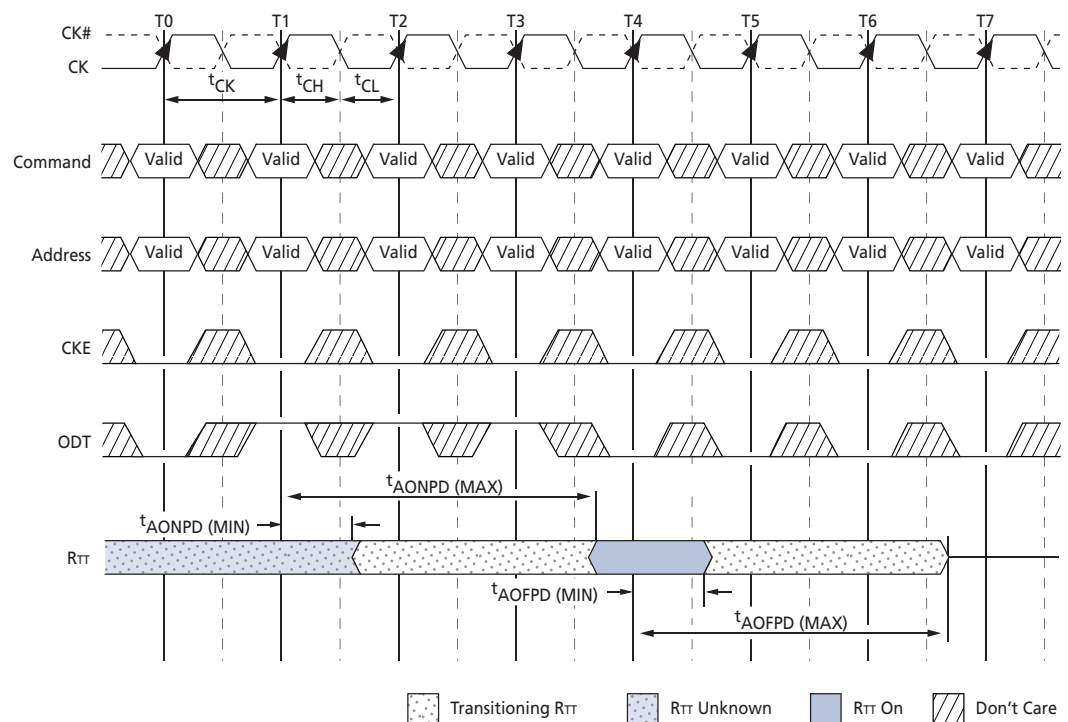 T0 T1 T2 T3 T4 T5 T6 T7
CK#
CK
tCK tCH tCL
Command Valid Valid Valid Valid Valid Valid Valid Valid
Address Valid Valid Valid Valid Valid Valid Valid Valid
CKE
ODT
tAONPD (MAX)
tAONPD (MIN)
RTT
tAOFPD (MIN)
tAOFPD (MAX)
Transitioning RTT RTT Unknown RTT On Don't Care